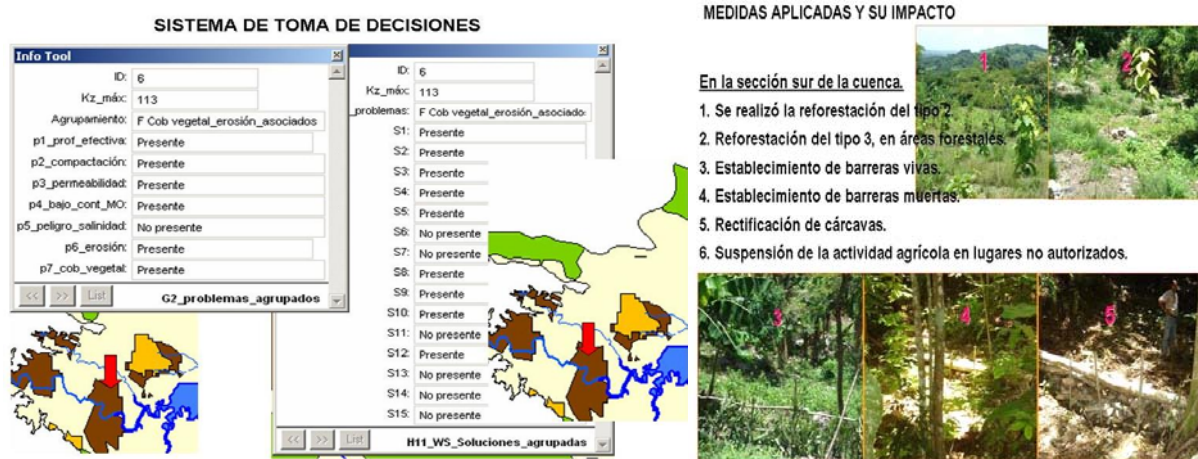 SISTEMA DE TOMA DE DECISIONES
Info Tool
ID: 6
Kz_máx: 113
Agrupamiento: F Cob vegetal_erosión_asociados
p1_prof_efectiva: Presente
p2_compactación: Presente
p3_permeabilidad: Presente
p4_bajo_cont_MO: Presente
p5_peligro_salinidad: No presente
p6_erosión: Presente
p7_cob_vegetal: Presente
<< >> List G2_problemas_agrupados
ID: 6
Kz_máx: 113
_problemas: F Cob vegetal_erosión_asociado
S1: Presente
S2: Presente
S3: Presente
S4: Presente
S5: Presente
S6: No presente
S7: No presente
S8: Presente
S9: Presente
S10: Presente
S11: No presente
S12: Presente
S13: No presente
S14: No presente
S15: No presente
<< >> List H11_WS_Soluciones_agrupadas
MEDIDAS APLICADAS Y SU IMPACTO
En la sección sur de la cuenca.
1. Se realizó la reforestación del tipo 2.
2. Reforestación del tipo 3, en áreas forestales.
3. Establecimiento de barreras vivas.
4. Establecimiento de barreras muertas.
5. Rectificación de cárcavas.
6. Suspensión de la actividad agrícola en lugares no autorizados.
1
2
3
4
5